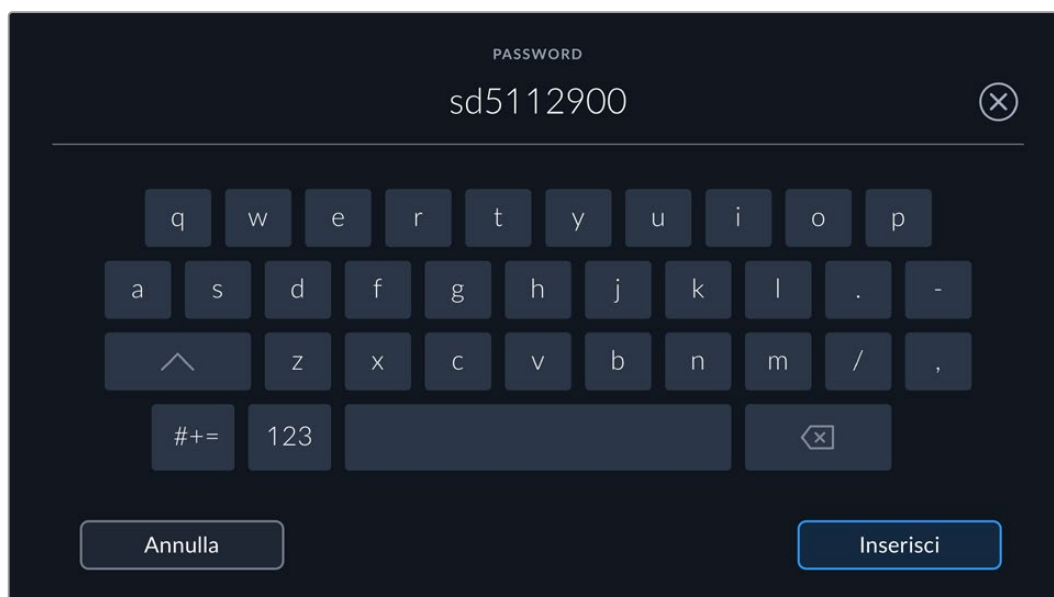 PASSWORD
sd5112900
q w e r t y u i o p
a s d f g h j k l . -
z x c v b n m / ,
#+= 123
Annulla Inserisci